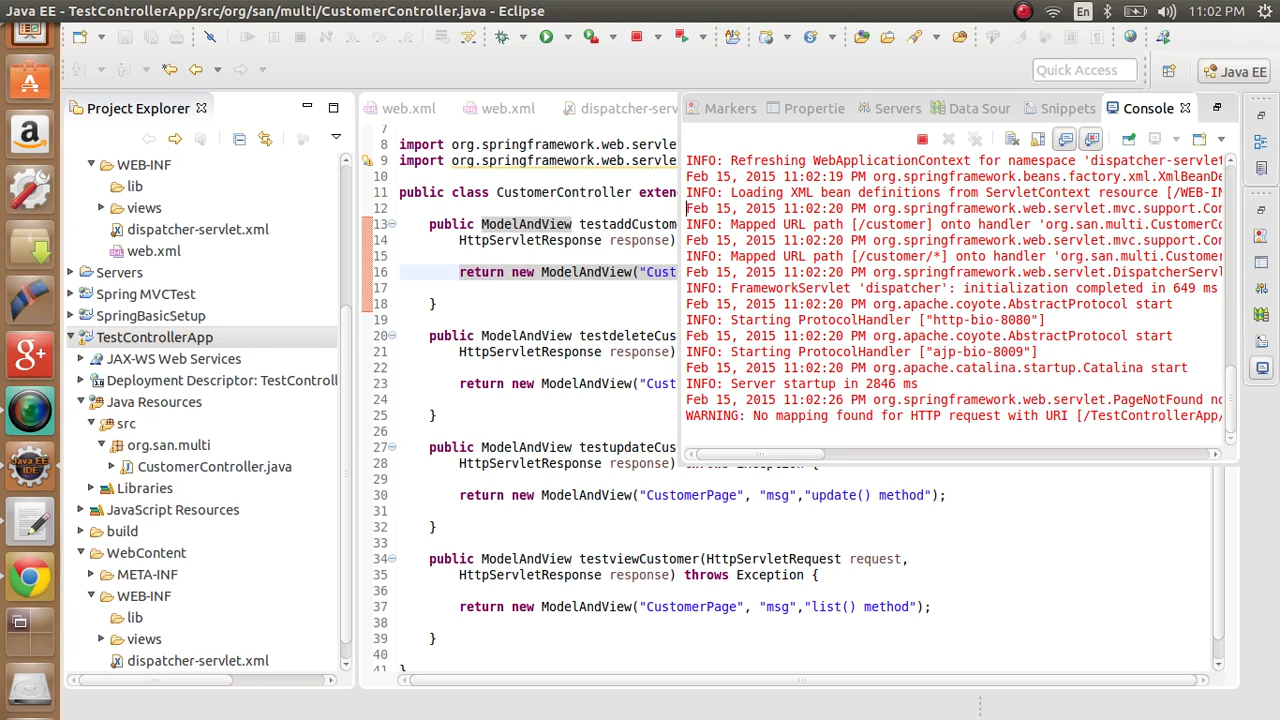 Java EE - TestControllerApp/src/org/san/multi/CustomerController.java - Eclipse
En
11:02 PM
Quick Access
Java EE
Project Explorer
WEB-INF
lib
views
dispatcher-servlet.xml
web.xml
Servers
Spring MVCTest
SpringBasicSetup
TestControllerApp
JAX-WS Web Services
Deployment Descriptor: TestControll
Java Resources
src
org.san.multi
CustomerController.java
Libraries
JavaScript Resources
build
WebContent
META-INF
WEB-INF
lib
views
dispatcher-servlet.xml
web.xml
web.xml
dispatcher-serv
7
8 import org.springframework.web.servle
9 import org.springframework.web.servle
10
11 public class CustomerController exten
12
13 public ModelAndView testaddCustom
14 HttpServletResponse response)
15
16 return new ModelAndView("Cust
17
18 }
19
20 public ModelAndView testdeleteCus
21 HttpServletResponse response)
22
23 return new ModelAndView("Cust
24
25 }
26
27 public ModelAndView testupdateCus
28 HttpServletResponse response) throws Exception {
29
30 return new ModelAndView("CustomerPage", "msg","update() method");
31
32 }
33
34 public ModelAndView testviewCustomer(HttpServletRequest request,
35 HttpServletResponse response) throws Exception {
36
37 return new ModelAndView("CustomerPage", "msg","list() method");
38
39 }
40
41 }
Markers
Propertie
Servers
Data Sour
Snippets
Console
INFO: Refreshing WebApplicationContext for namespace 'dispatcher-servlet
Feb 15, 2015 11:02:19 PM org.springframework.beans.factory.xml.XmlBeanDe
INFO: Loading XML bean definitions from ServletContext resource [/WEB-IN
Feb 15, 2015 11:02:20 PM org.springframework.web.servlet.mvc.support.Con
INFO: Mapped URL path [/customer] onto handler 'org.san.multi.CustomerCo
Feb 15, 2015 11:02:20 PM org.springframework.web.servlet.mvc.support.Con
INFO: Mapped URL path [/customer/*] onto handler 'org.san.multi.Customer
Feb 15, 2015 11:02:20 PM org.springframework.web.servlet.DispatcherServl
INFO: FrameworkServlet 'dispatcher': initialization completed in 649 ms
Feb 15, 2015 11:02:20 PM org.apache.coyote.AbstractProtocol start
INFO: Starting ProtocolHandler ["http-bio-8080"]
Feb 15, 2015 11:02:20 PM org.apache.coyote.AbstractProtocol start
INFO: Starting ProtocolHandler ["ajp-bio-8009"]
Feb 15, 2015 11:02:20 PM org.apache.catalina.startup.Catalina start
INFO: Server startup in 2846 ms
Feb 15, 2015 11:02:26 PM org.springframework.web.servlet.PageNotFound no
WARNING: No mapping found for HTTP request with URI [/TestControllerApp/